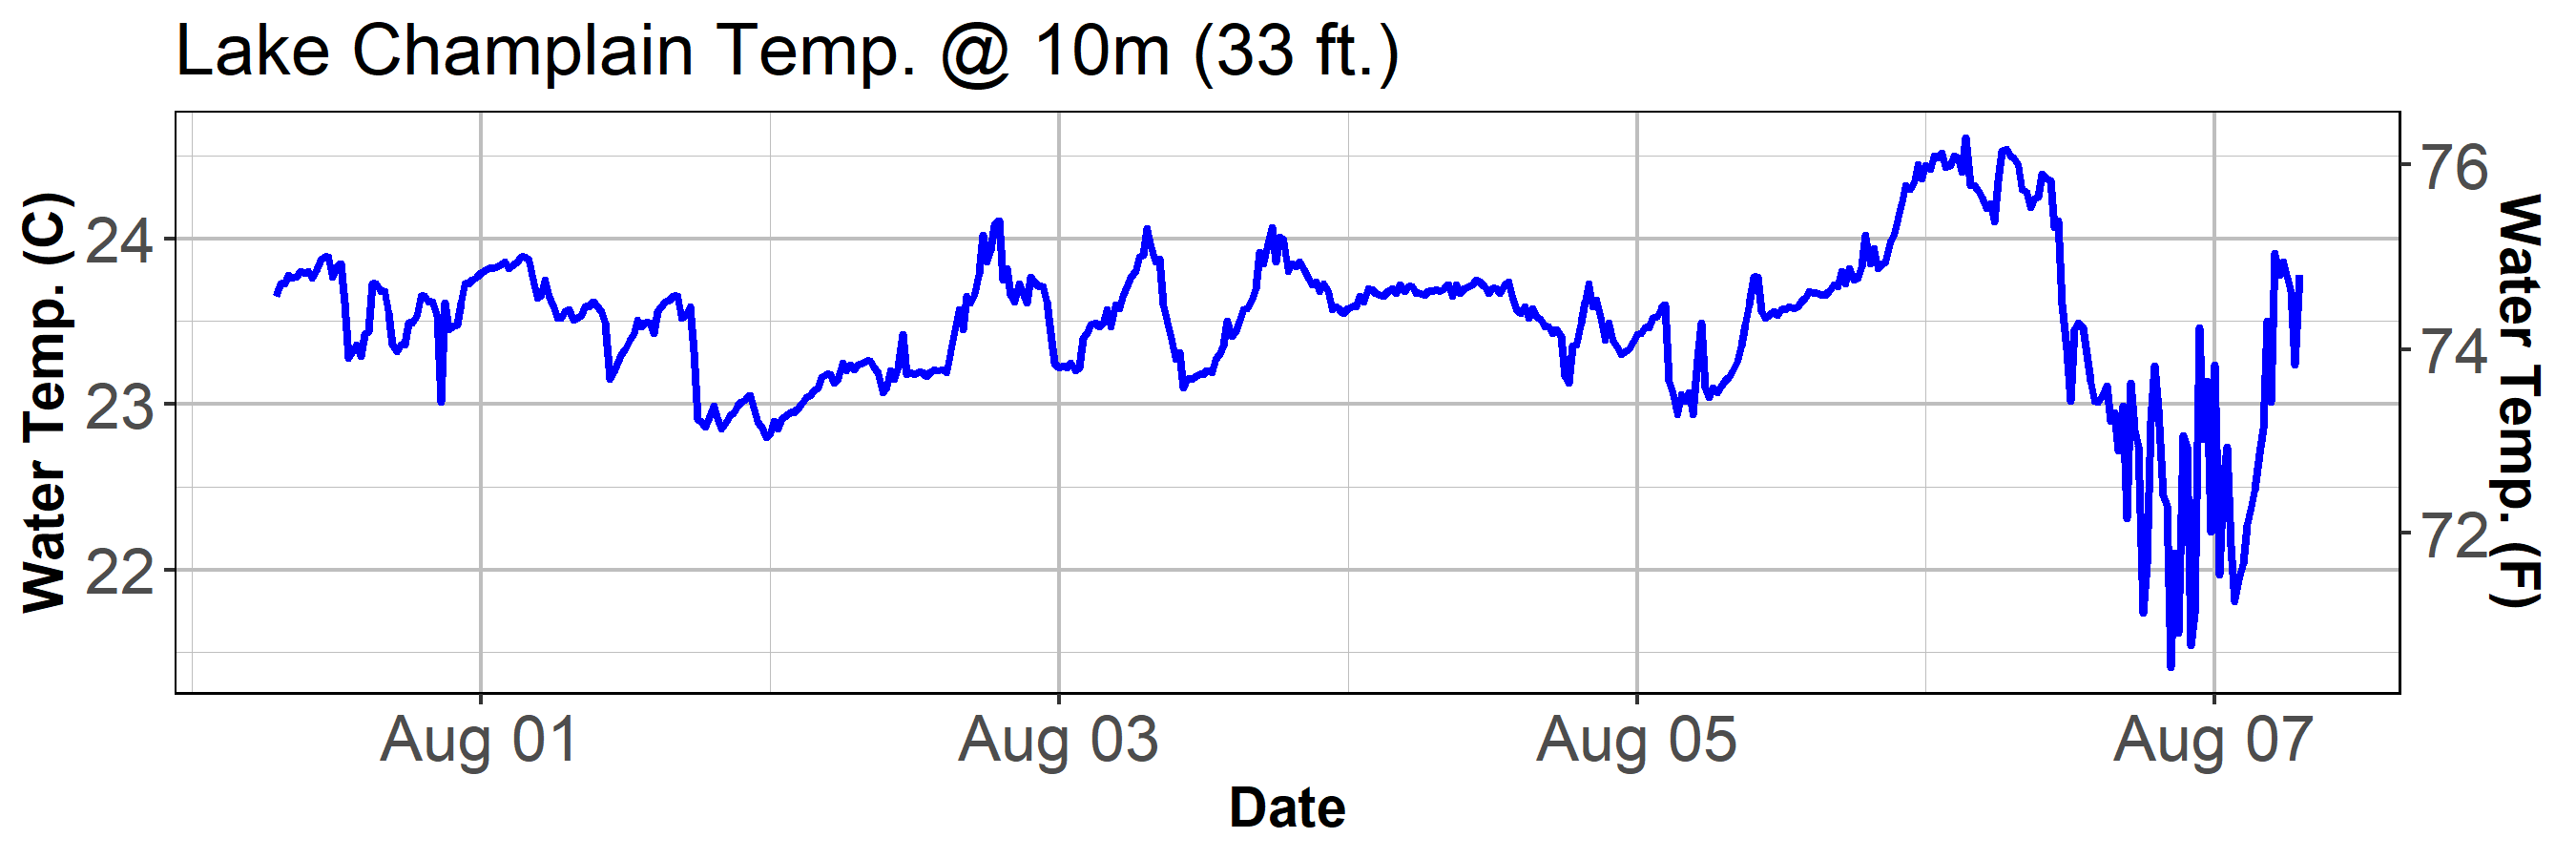 Lake Champlain Temp. @ 10m (33 ft.)
Water Temp. (C)
24
23
22
76
74
72
Water Temp. (F)
Aug 01
Aug 03
Aug 05
Aug 07
Date